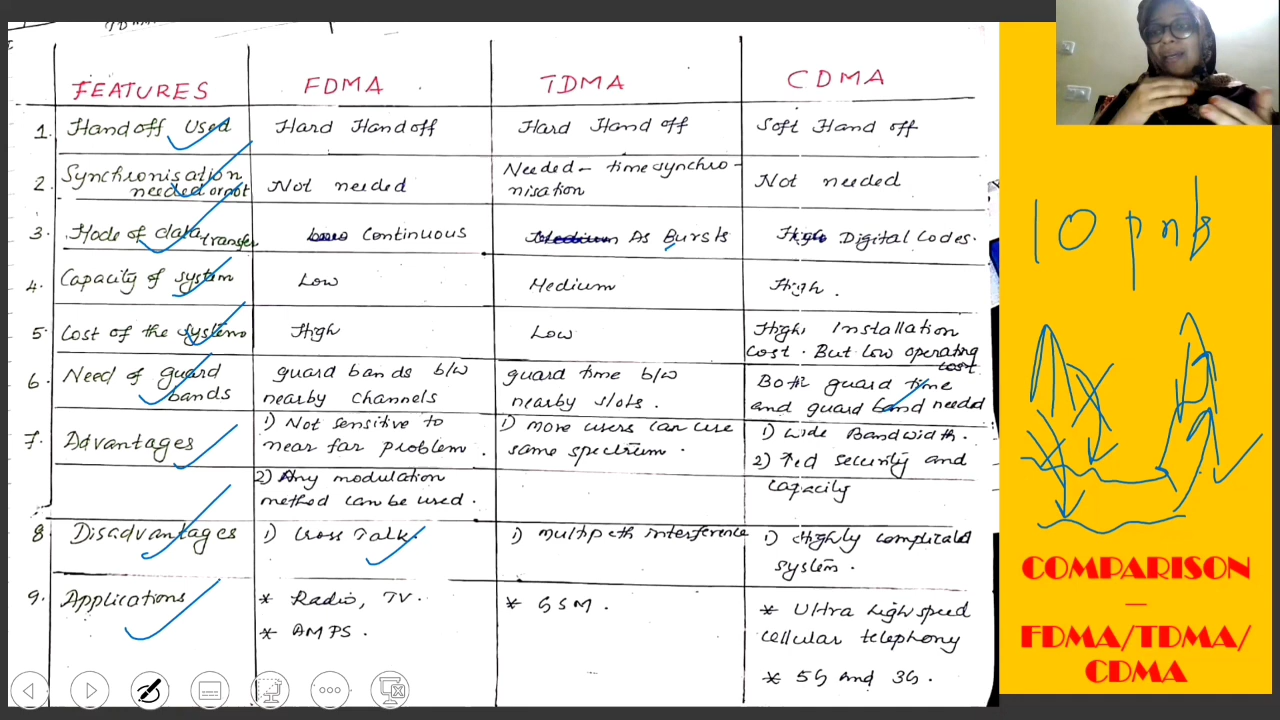 FEATURES FDMA TDMA CDMA
1. Handoff Used Hard Handoff Hard Hand off Soft Hand off
2. Synchronisation needed or not Not needed Needed - time synchro-nisation Not needed
3. Mode of data transfer Continuous As Bursts Digital Codes.
4. Capacity of system Low Medium High.
5. Cost of the system High Low High, Installation cost. But low operating cost
6. Need of guard bands guard bands b/w nearby channels guard time b/w nearby slots. Both guard time and guard band needed
7. Advantages 1) Not sensitive to near far problem. 1) more users can use same spectrum. 1) Wide Bandwidth.
2) Any modulation method can be used. 2) ↑ed security and capacity
8 Disadvantages 1) Cross Talk. 1) multipath interference 1) Highly complicated system.
9. Applications * Radio, TV. * GSM. * Ultra high speed cellular telephony
* AMPS. * 5G and 3G.
COMPARISON
–
FDMA/TDMA/
CDMA